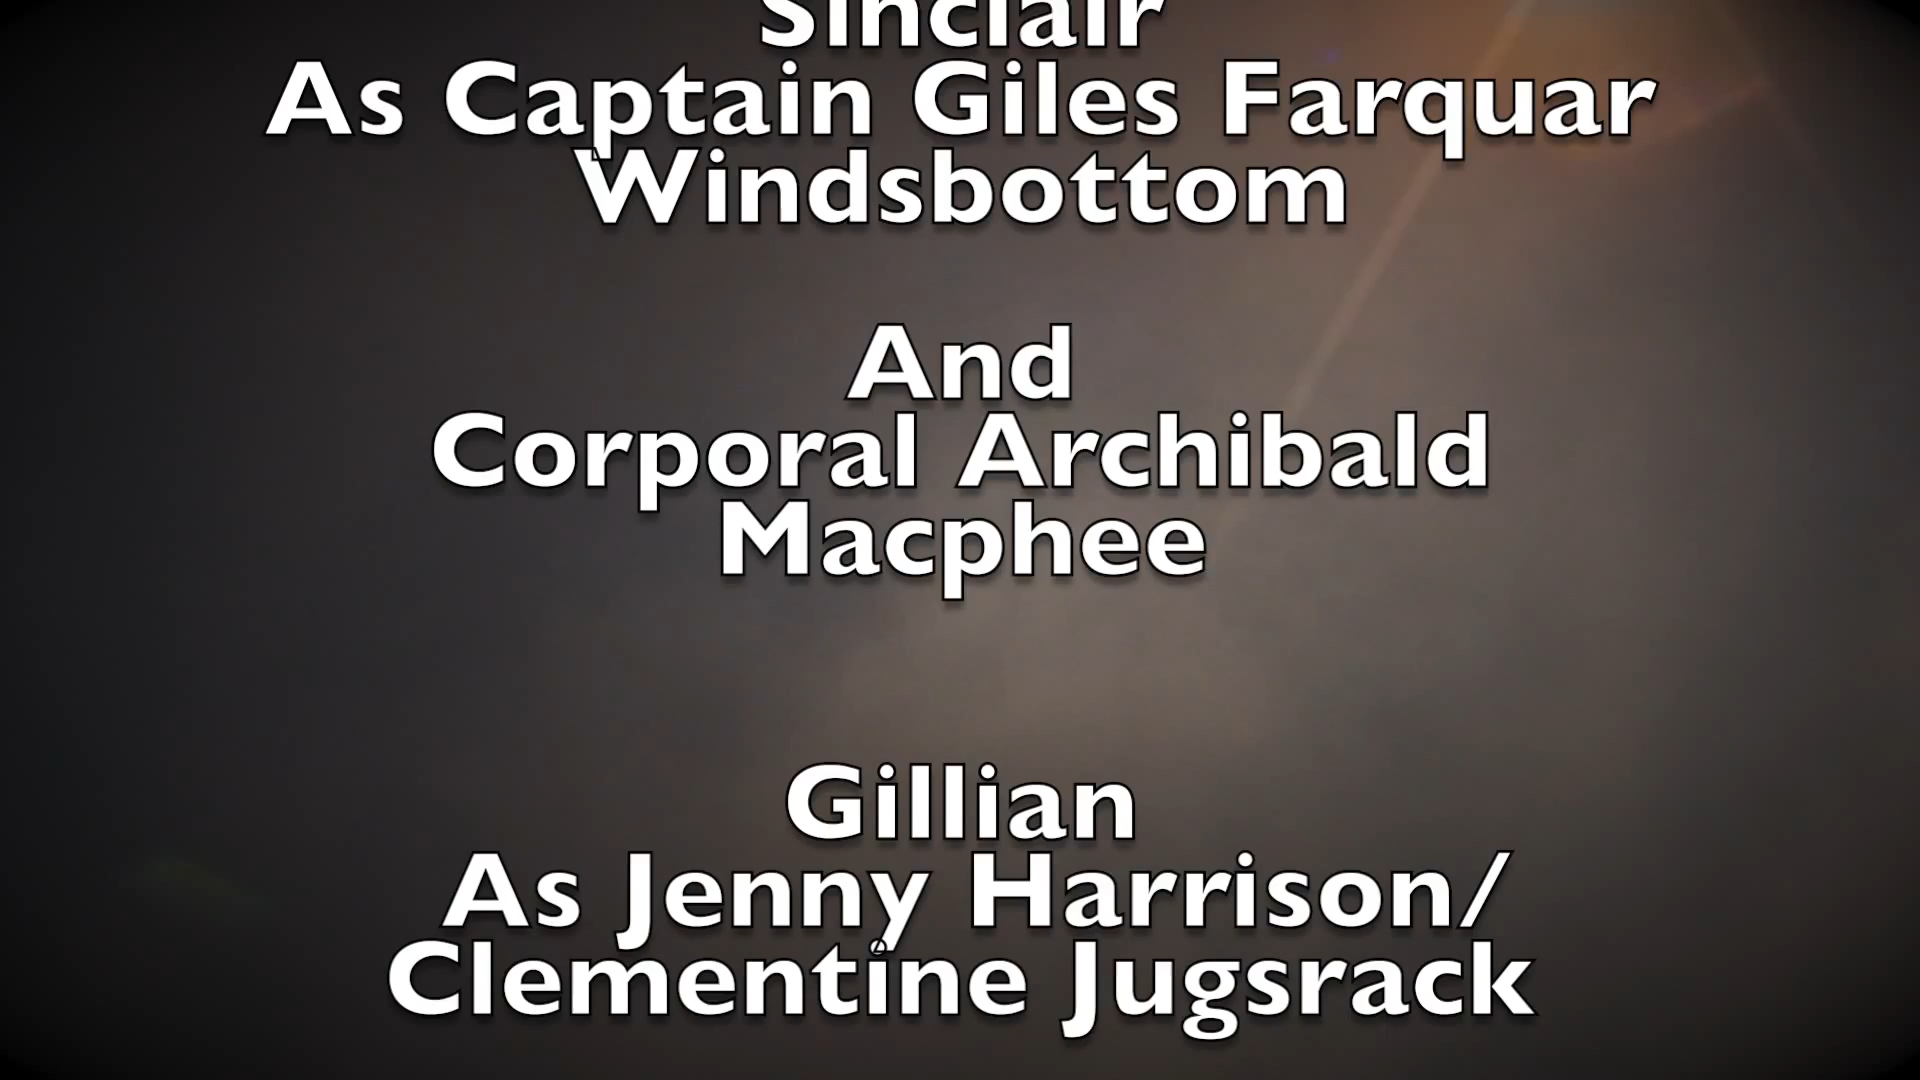 Sinclair
As Captain Giles Farquar
Windsbottom
And
Corporal Archibald
Macphee
Gillian
As Jenny Harrison/
Clementine Jugsrack